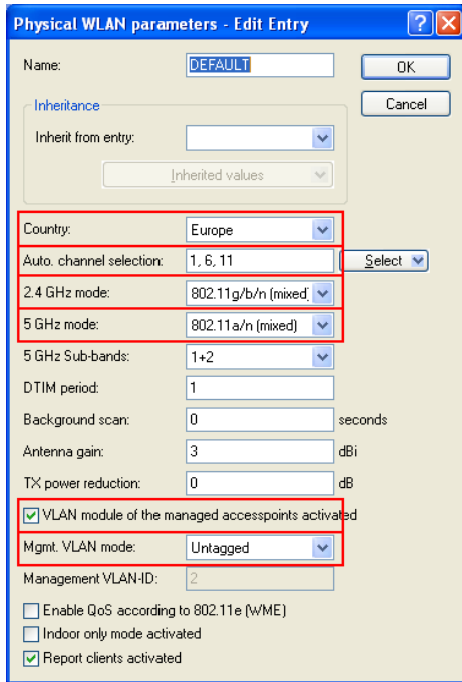 Physical WLAN parameters - Edit Entry
Name: DEFAULT OK
Cancel
Inheritance
Inherit from entry:
Inherited values
Country: Europe
Auto. channel selection: 1, 6, 11 Select
2.4 GHz mode: 802.11g/b/n (mixed)
5 GHz mode: 802.11a/n (mixed)
5 GHz Sub-bands: 1+2
DTIM period: 1
Background scan: 0 seconds
Antenna gain: 3 dBi
TX power reduction: 0 dB
VLAN module of the managed accesspoints activated
Mgmt. VLAN mode: Untagged
Management VLAN-ID: 2
Enable QoS according to 802.11e (WME)
Indoor only mode activated
Report clients activated